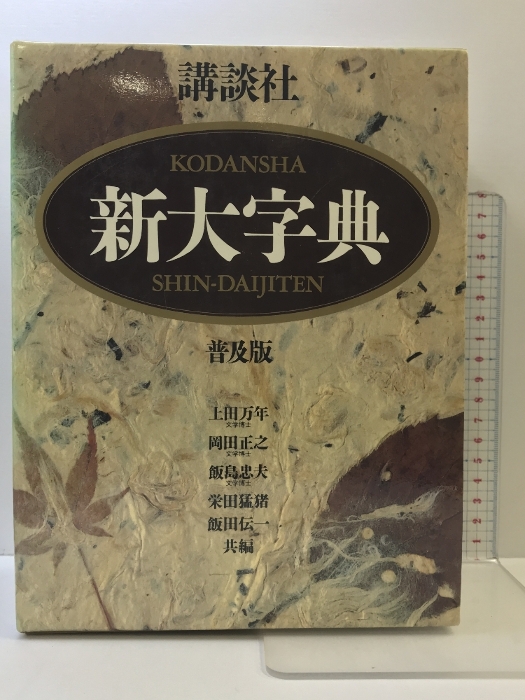 講談社
KODANSHA
新大字典
SHIN-DAIJITEN
普及版
上田万年
文学博士
岡田正之
文学博士
飯島忠夫
文学博士
栄田猛猪
飯田伝一
共編